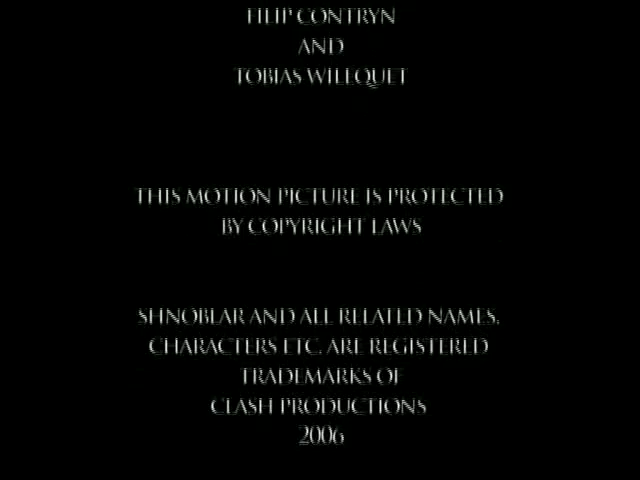 FILIP CONTRYN
AND
TOBIAS WILLEQUET
THIS MOTION PICTURE IS PROTECTED
BY COPYRIGHT LAWS
SHNOBLAR AND ALL RELATED NAMES,
CHARACTERS ETC. ARE REGISTERED
TRADEMARKS OF
CLASH PRODUCTIONS
2006